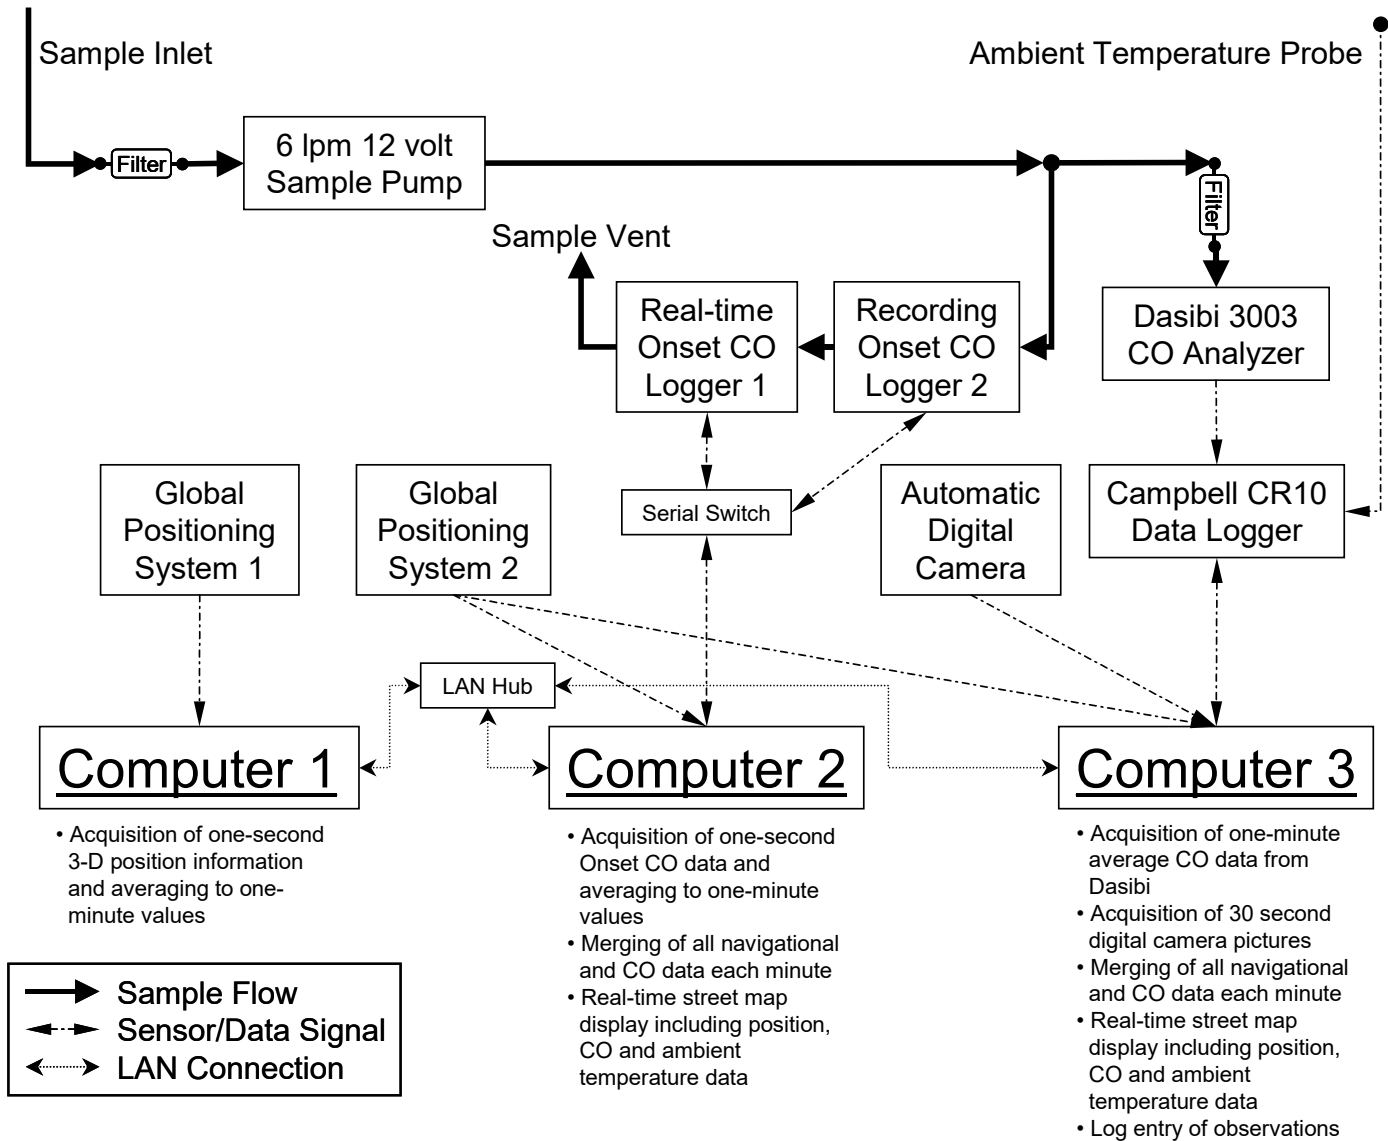 Sample Inlet
Ambient Temperature Probe
Filter
6 lpm 12 volt
Sample Pump
Filter
Sample Vent
Real-time
Onset CO
Logger 1
Recording
Onset CO
Logger 2
Dasibi 3003
CO Analyzer
Global
Positioning
System 1
Global
Positioning
System 2
Serial Switch
Automatic
Digital
Camera
Campbell CR10
Data Logger
LAN Hub
Computer 1
Computer 2
Computer 3
• Acquisition of one-second
3-D position information
and averaging to one-
minute values
• Acquisition of one-second
Onset CO data and
averaging to one-minute
values
• Merging of all navigational
and CO data each minute
• Real-time street map
display including position,
CO and ambient
temperature data
• Acquisition of one-minute
average CO data from
Dasibi
• Acquisition of 30 second
digital camera pictures
• Merging of all navigational
and CO data each minute
• Real-time street map
display including position,
CO and ambient
temperature data
• Log entry of observations
Sample Flow
Sensor/Data Signal
LAN Connection